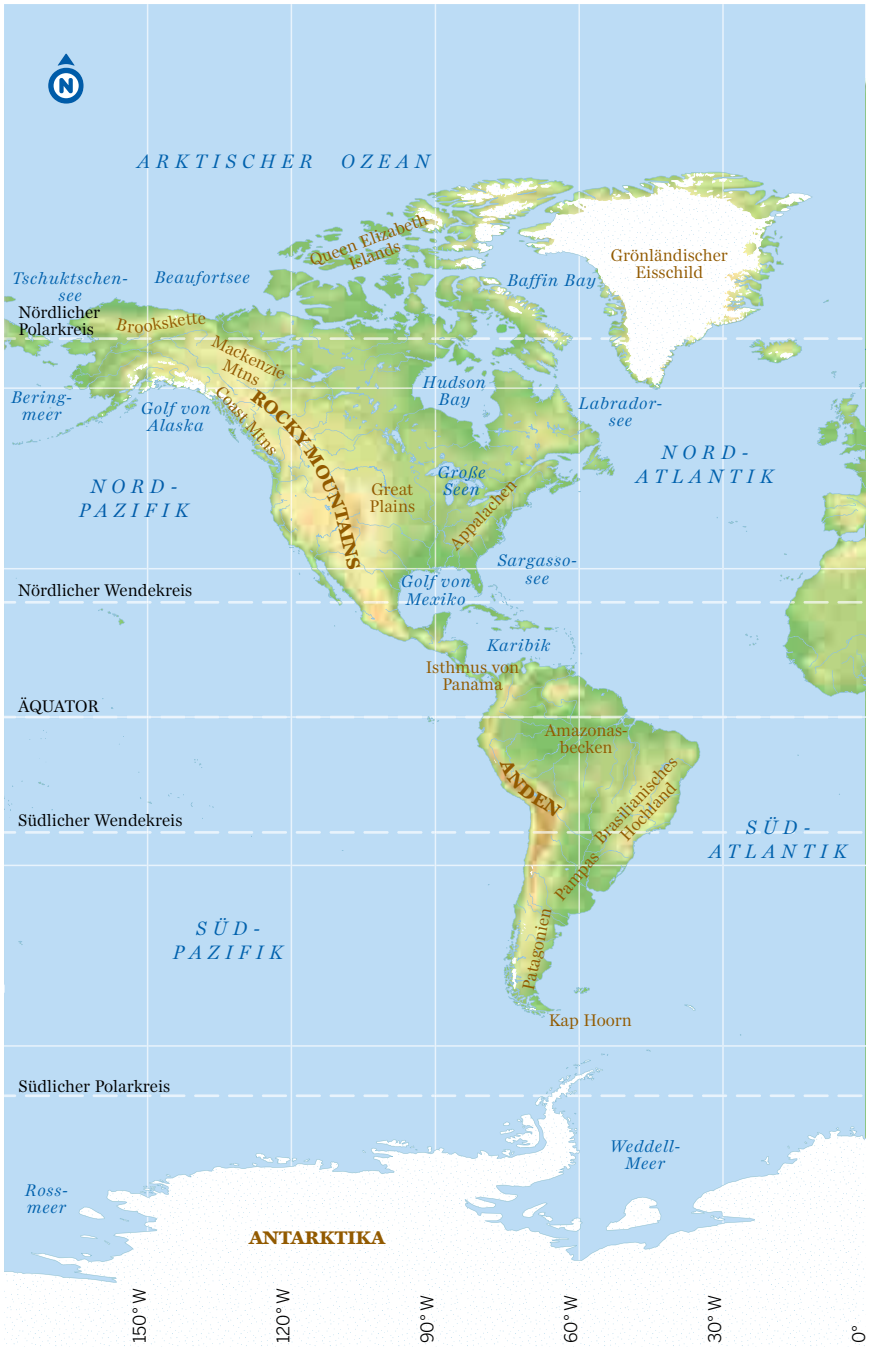 N
ARKTISCHER OZEAN
Queen Elizabeth
Islands
Grönländischer
Eisschild
Tschuktschen-
see
Beaufortsee
Baffin Bay
Nördlicher
Polarkreis
Brookskette
Mackenzie
Mtns
Hudson
Bay
Bering-
meer
Golf von
Alaska
Coast Mtns
ROCKY MOUNTAINS
Labrador-
see
NORD-
ATLANTIK
NORD-
PAZIFIK
Große
Seen
Great
Plains
Appalachen
Sargasso-
see
Golf von
Mexiko
Nördlicher Wendekreis
Karibik
Isthmus von
Panama
ÄQUATOR
Amazonas-
becken
ANDEN
Brasilianisches
Hochland
Südlicher Wendekreis
SÜD-
ATLANTIK
Pampas
SÜD-
PAZIFIK
Patagonien
Kap Hoorn
Südlicher Polarkreis
Weddell-
Meer
Ross-
meer
ANTARKTIKA
150° W
120° W
90° W
60° W
30° W
0°